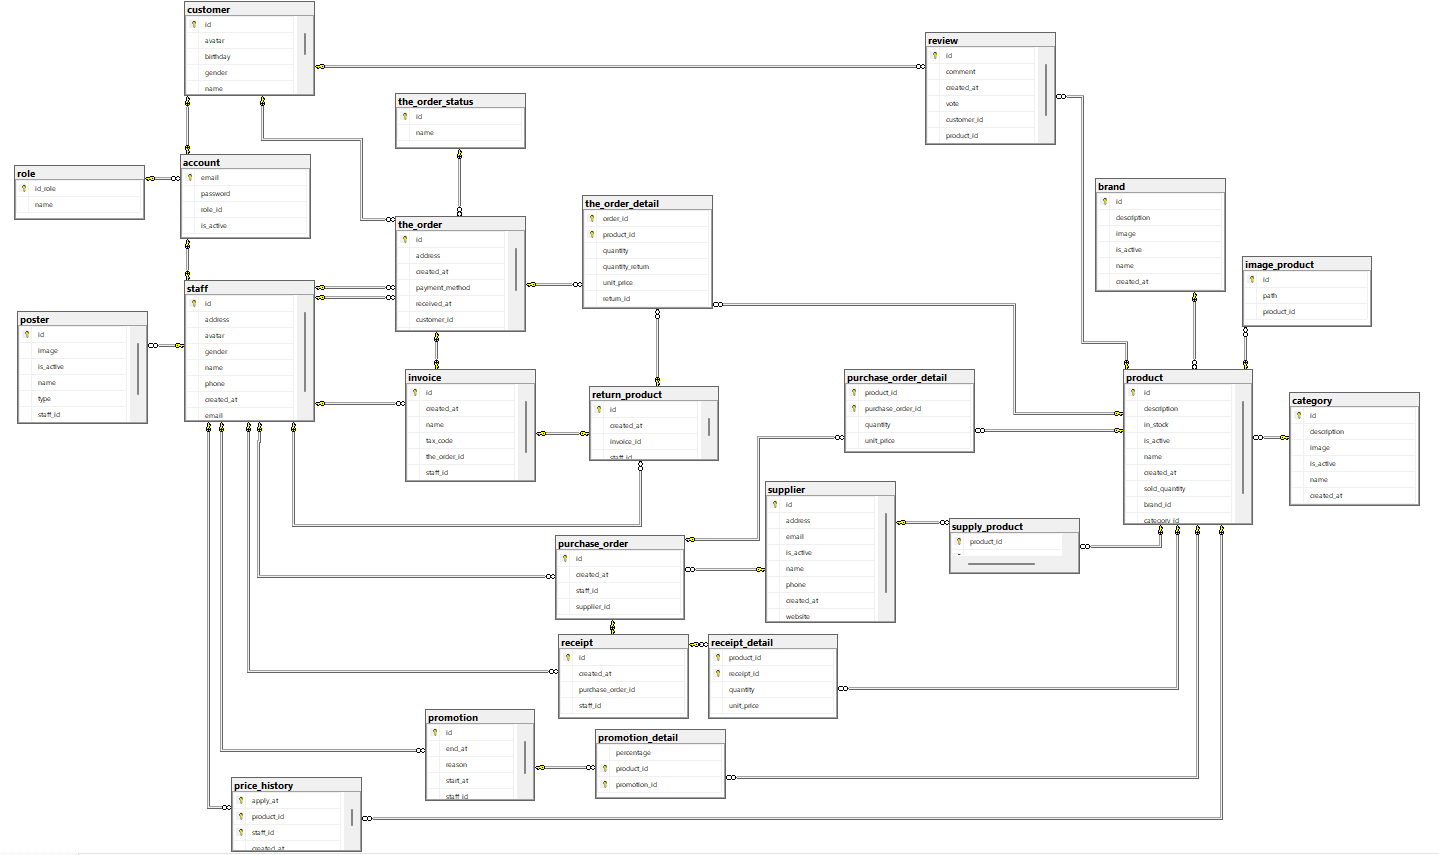 customer
id
avatar
birthday
gender
name
review
id
comment
created_at
vote
customer_id
product_id
the_order_status
id
name
account
email
password
role_id
is_active
role
id_role
name
brand
id
description
image
is_active
name
created_at
the_order_detail
order_id
product_id
quantity
quantity_return
unit_price
return_id
the_order
id
address
created_at
payment_method
received_at
customer_id
image_product
id
path
product_id
staff
id
address
avatar
gender
name
phone
created_at
email
poster
id
image
is_active
name
type
staff_id
invoice
id
created_at
name
tax_code
the_order_id
staff_id
return_product
id
created_at
invoice_id
staff_id
purchase_order_detail
product_id
purchase_order_id
quantity
unit_price
product
id
description
in_stock
is_active
name
created_at
sold_quantity
brand_id
category_id
category
id
description
image
is_active
name
created_at
supplier
id
address
email
is_active
name
phone
created_at
website
supply_product
product_id
purchase_order
id
created_at
staff_id
supplier_id
receipt
id
created_at
purchase_order_id
staff_id
receipt_detail
product_id
receipt_id
quantity
unit_price
promotion
id
end_at
reason
start_at
staff_id
promotion_detail
percentage
product_id
promotion_id
price_history
apply_at
product_id
staff_id
created_at